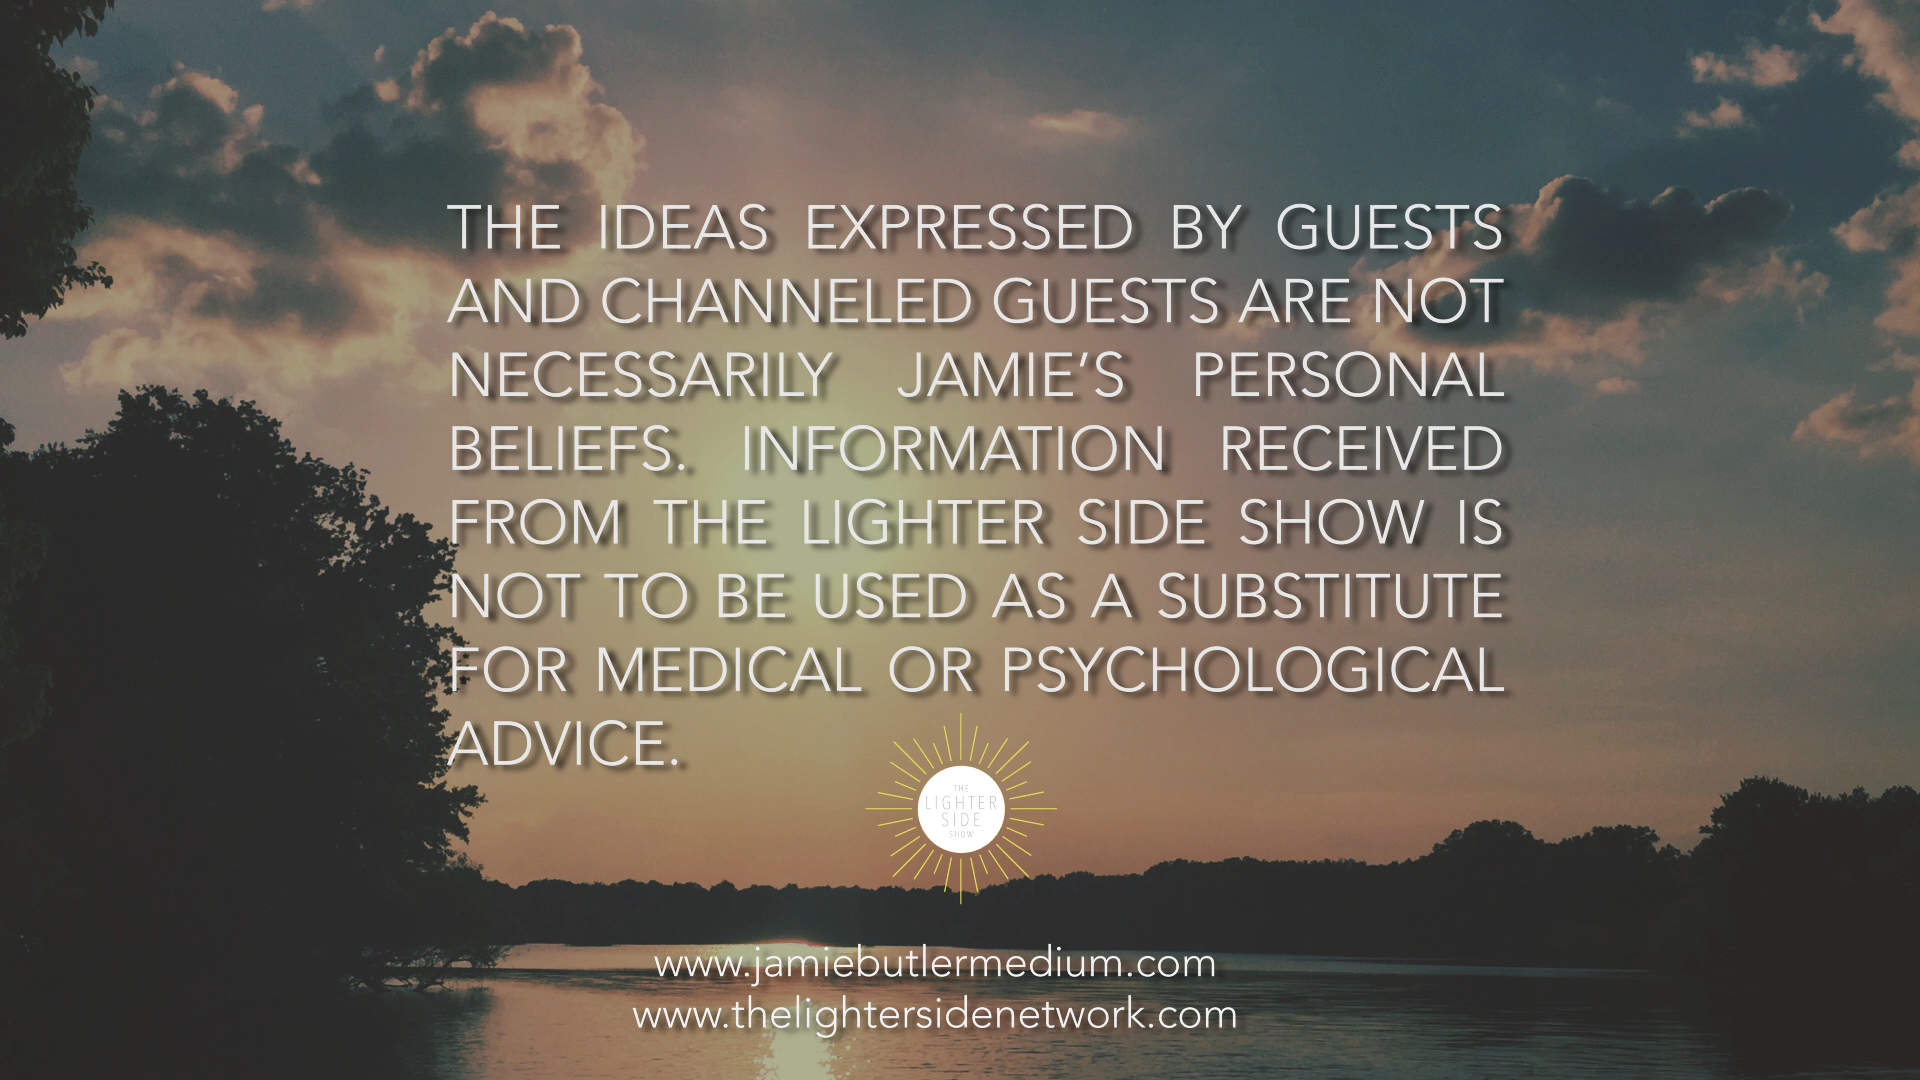 THE IDEAS EXPRESSED BY GUESTS
AND CHANNELED GUESTS ARE NOT
NECESSARILY JAMIE'S PERSONAL
BELIEFS. INFORMATION RECEIVED
FROM THE LIGHTER SIDE SHOW IS
NOT TO BE USED AS A SUBSTITUTE
FOR MEDICAL OR PSYCHOLOGICAL
ADVICE.
THE
LIGHTER
SIDE
SHOW
www.jamiebutlermedium.com
www.thelightersidenetwork.com